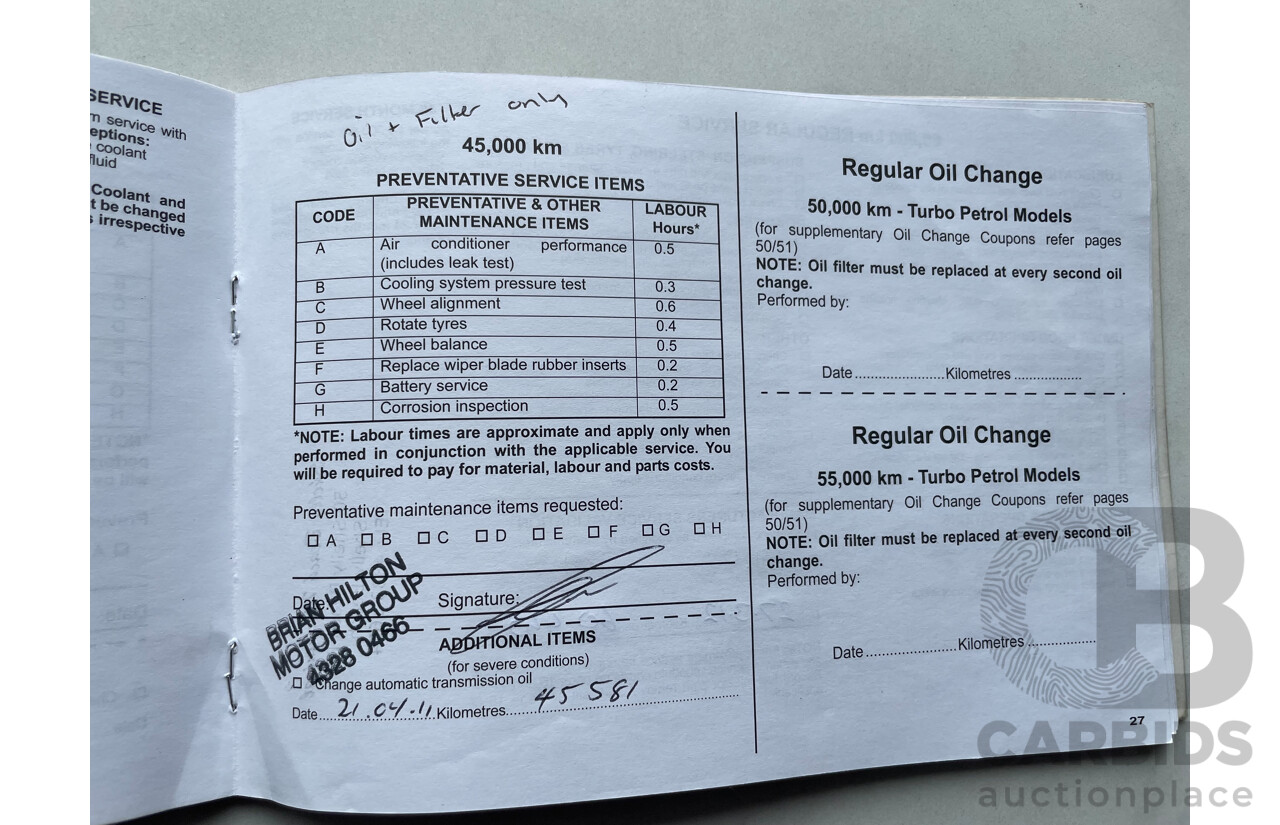 SERVICE
n service with
eptions:
coolant
fluid
Coolant and
t be changed
s irrespective
Oil + Filter only
45,000 km
PREVENTATIVE SERVICE ITEMS
CODE PREVENTATIVE & OTHER MAINTENANCE ITEMS LABOUR Hours*
A Air conditioner performance 0.5
(includes leak test)
B Cooling system pressure test 0.3
C Wheel alignment 0.6
D Rotate tyres 0.4
E Wheel balance 0.5
F Replace wiper blade rubber inserts 0.2
G Battery service 0.2
H Corrosion inspection 0.5
*NOTE: Labour times are approximate and apply only when
performed in conjunction with the applicable service. You
will be required to pay for material, labour and parts costs.
Preventative maintenance items requested:
A B C D E F G H
Date: Signature:
BRIAN HILTON
MOTOR GROUP
4328 0466
ADDITIONAL ITEMS
(for severe conditions)
Change automatic transmission oil
Date 21.04.11 Kilometres 45581
Regular Oil Change
50,000 km - Turbo Petrol Models
(for supplementary Oil Change Coupons refer pages
50/51)
NOTE: Oil filter must be replaced at every second oil
change.
Performed by:
Date ...................... Kilometres .................
Regular Oil Change
55,000 km - Turbo Petrol Models
(for supplementary Oil Change Coupons refer pages
50/51)
NOTE: Oil filter must be replaced at every second oil
change.
Performed by:
Date ...................... Kilometres .................
27
CB
CARBIDS
auctionplace